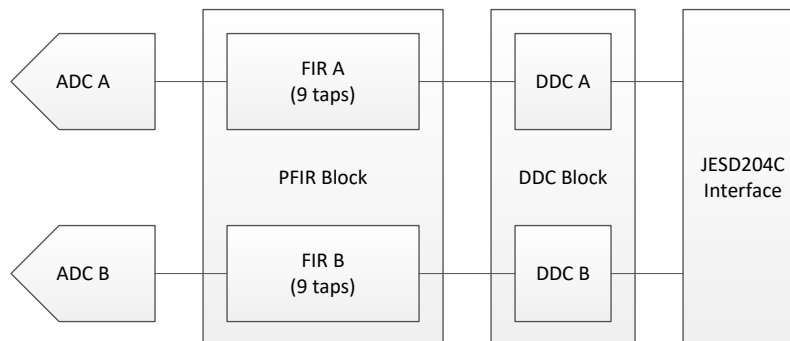 ADC A
FIR A
(9 taps)
DDC A
PFIR Block
DDC Block
JESD204C
Interface
ADC B
FIR B
(9 taps)
DDC B